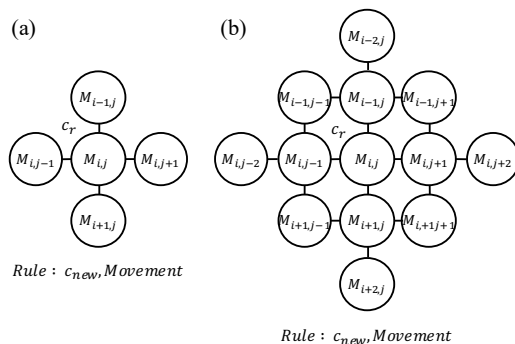 (a)
(b)
M_{i-2,j}
M_{i-1,j}
M_{i-1,j-1} M_{i-1,j} M_{i-1,j+1}
c_r
c_r
M_{i,j-1} M_{i,j} M_{i,j+1}
M_{i,j-2} M_{i,j-1} M_{i,j} M_{i,j+1} M_{i,j+2}
M_{i+1,j}
M_{i+1,j-1} M_{i+1,j} M_{i,+1j+1}
Rule : c_{new}, Movement
M_{i+2,j}
Rule : c_{new}, Movement